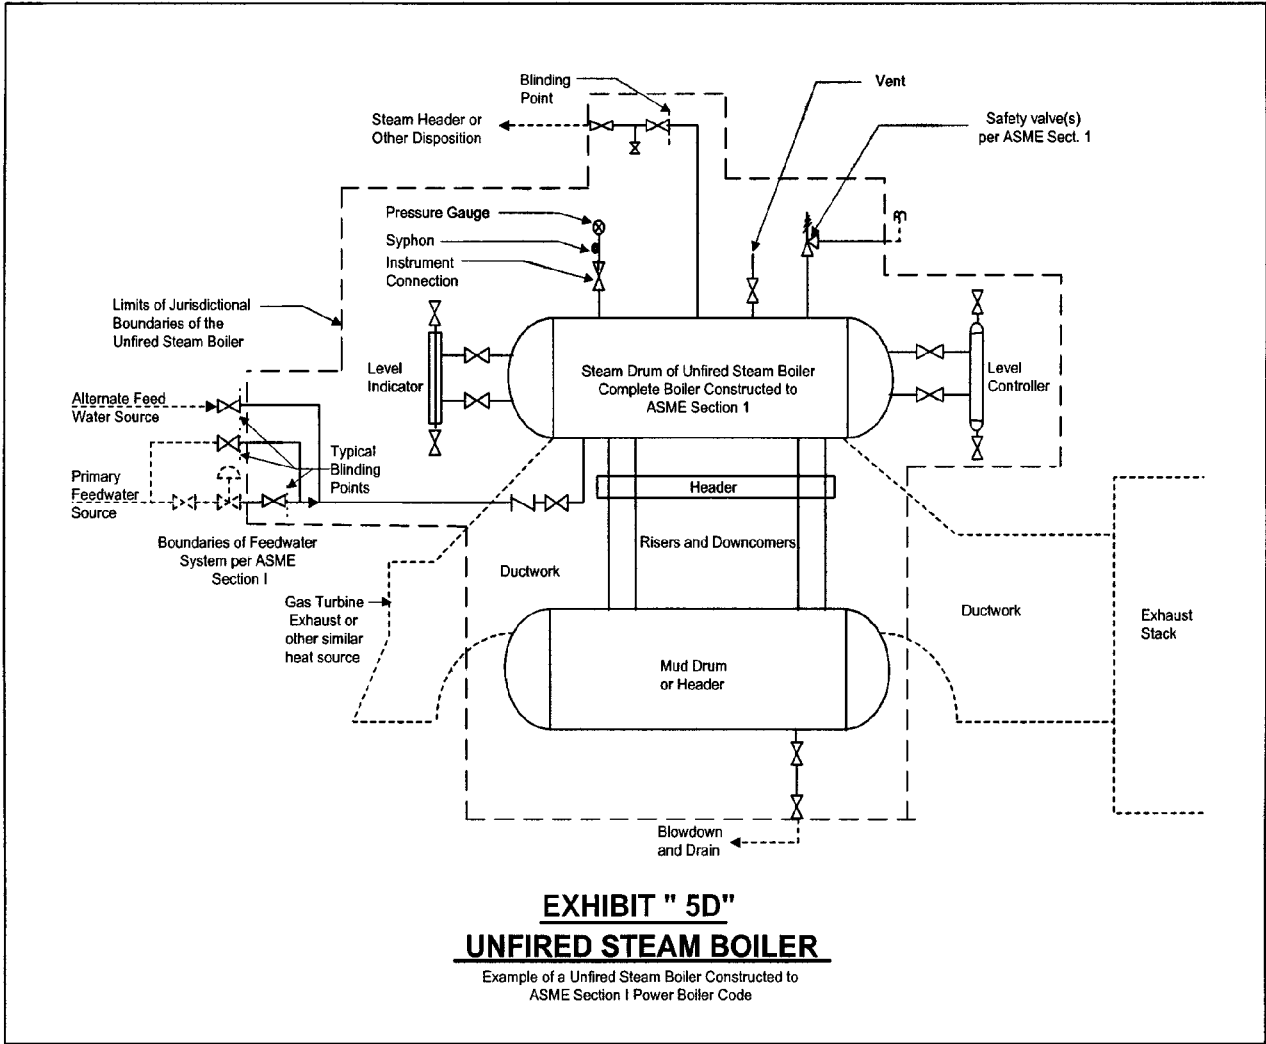 Blinding
Point
Vent
Steam Header or
Other Disposition
Safety valve(s)
per ASME Sect. 1
Pressure Gauge
Syphon
Instrument
Connection
Limits of Jurisdictional
Boundaries of the
Unfired Steam Boiler
Level
Indicator
Steam Drum of Unfired Steam Boiler
Complete Boiler Constructed to
ASME Section 1
Level
Controller
Alternate Feed
Water Source
Typical
Blinding
Points
Primary
Feedwater
Source
Header
Boundaries of Feedwater
System per ASME
Section I
Risers and Downcomers
Ductwork
Gas Turbine
Exhaust or
other similar
heat source
Ductwork
Exhaust
Stack
Mud Drum
or Header
Blowdown
and Drain
EXHIBIT " 5D"
UNFIRED STEAM BOILER
Example of a Unfired Steam Boiler Constructed to
ASME Section I Power Boiler Code